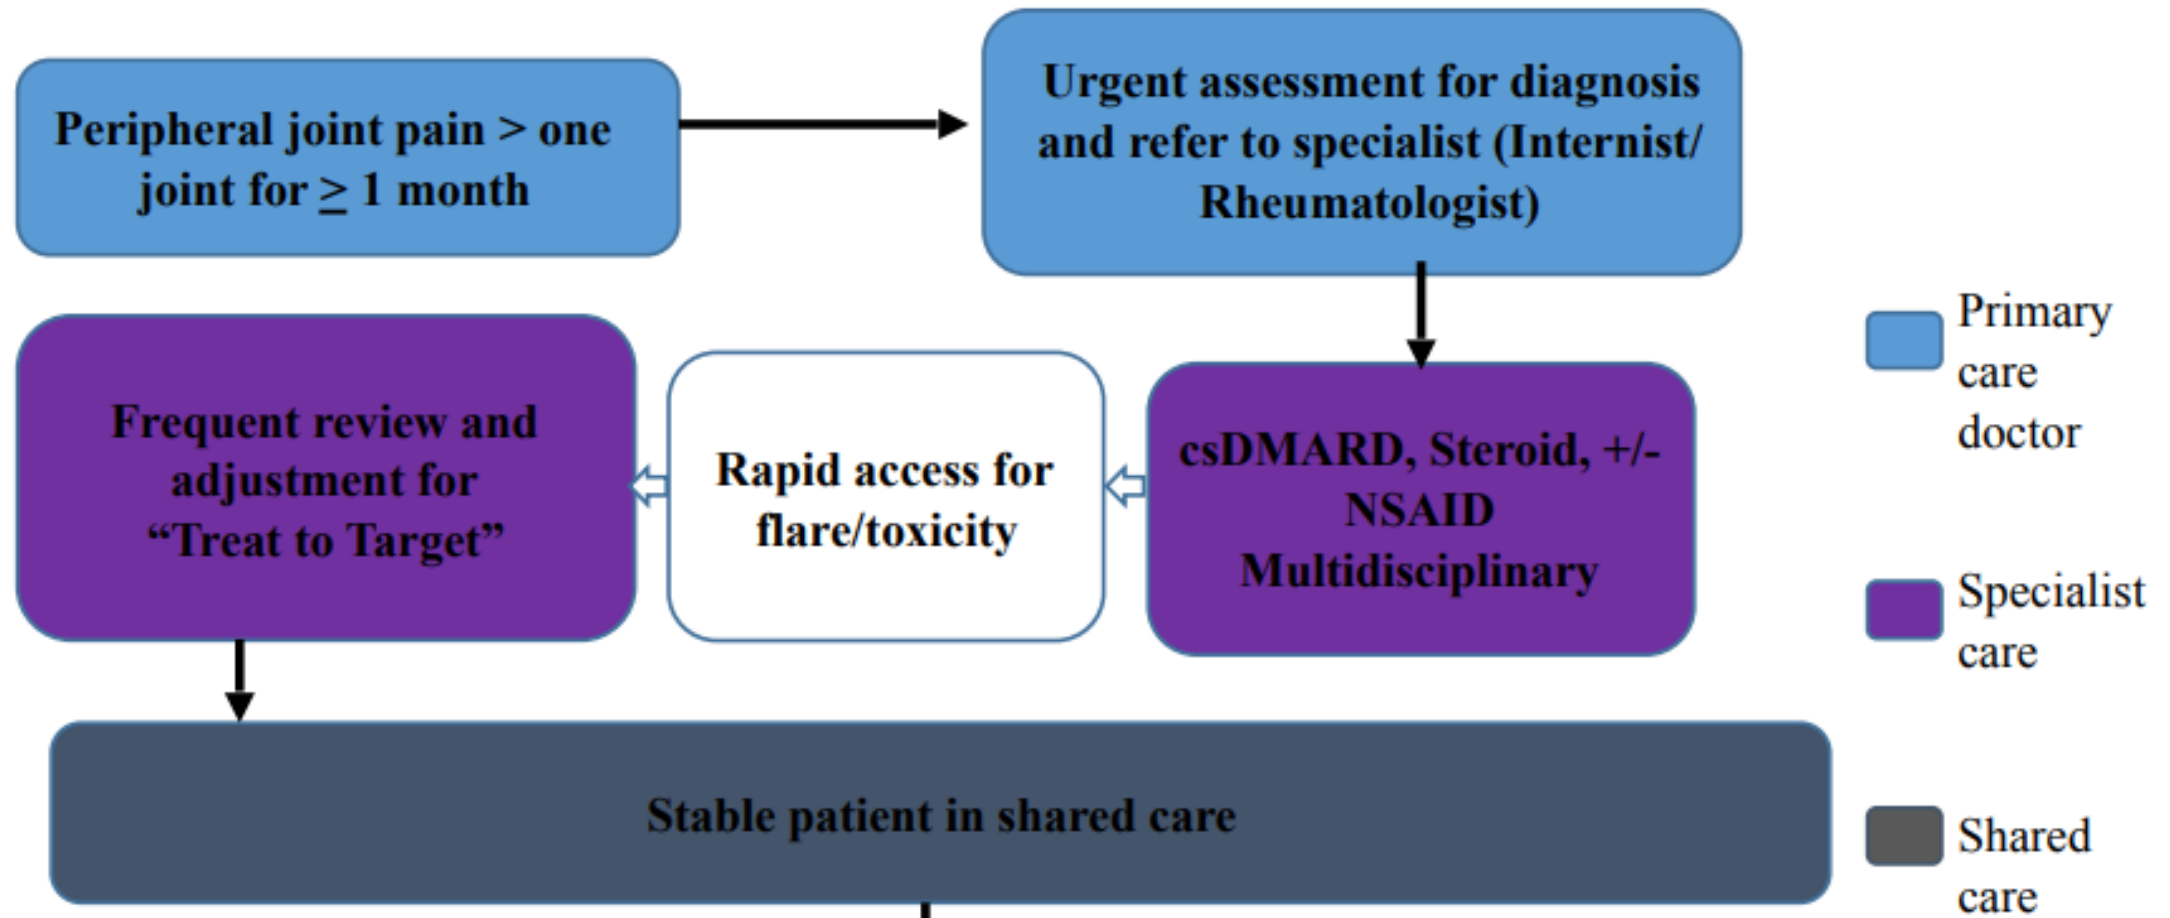 Peripheral joint pain > one
joint for ≥ 1 month
Urgent assessment for diagnosis
and refer to specialist (Internist/
Rheumatologist)
csDMARD, Steroid, +/-
NSAID
Multidisciplinary
Rapid access for
flare/toxicity
Frequent review and
adjustment for
“Treat to Target”
Stable patient in shared care
Primary
care
doctor
Specialist
care
Shared
care